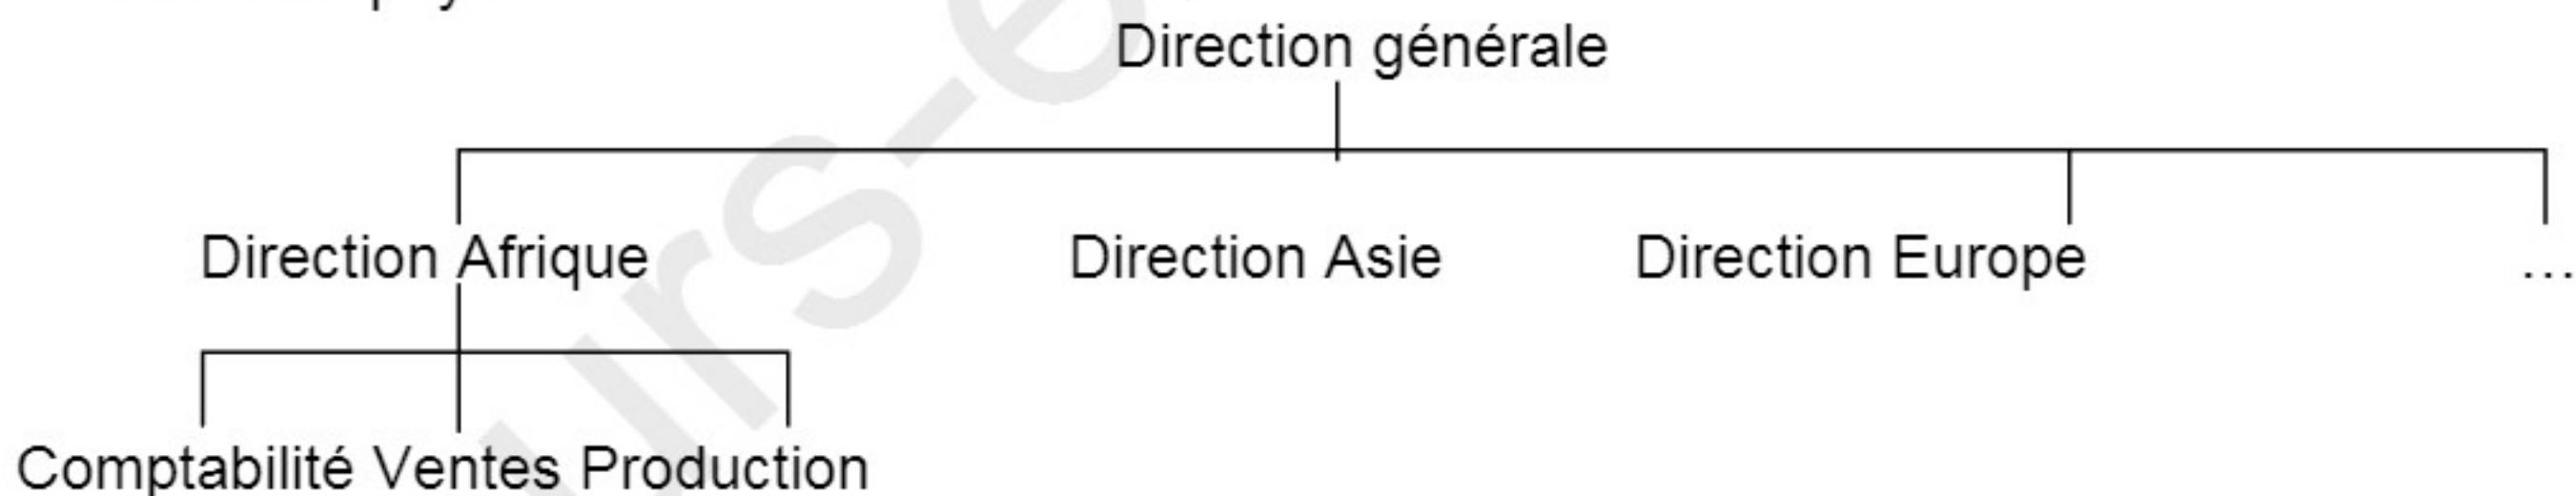 Direction générale
Direction Afrique Direction Asie Direction Europe ...
Comptabilité Ventes Production